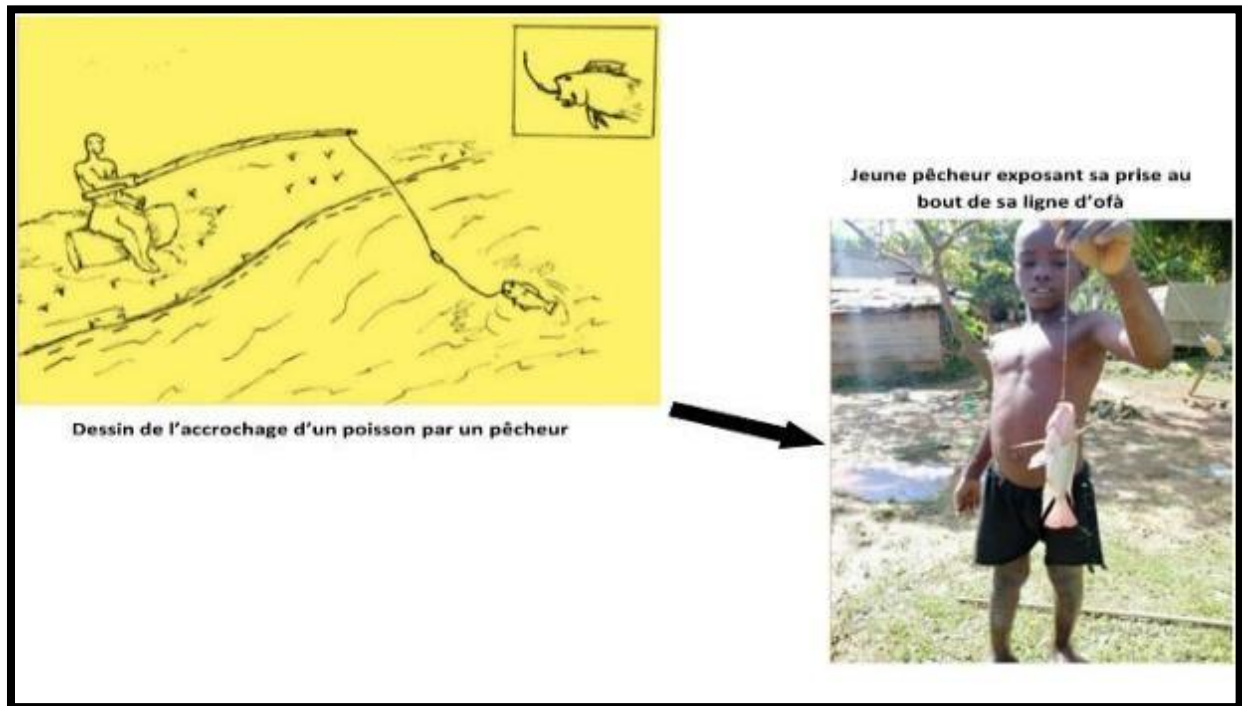 Dessin de l'accrochage d'un poisson par un pêcheur
Jeune pêcheur exposant sa prise au
bout de sa ligne d'ofà